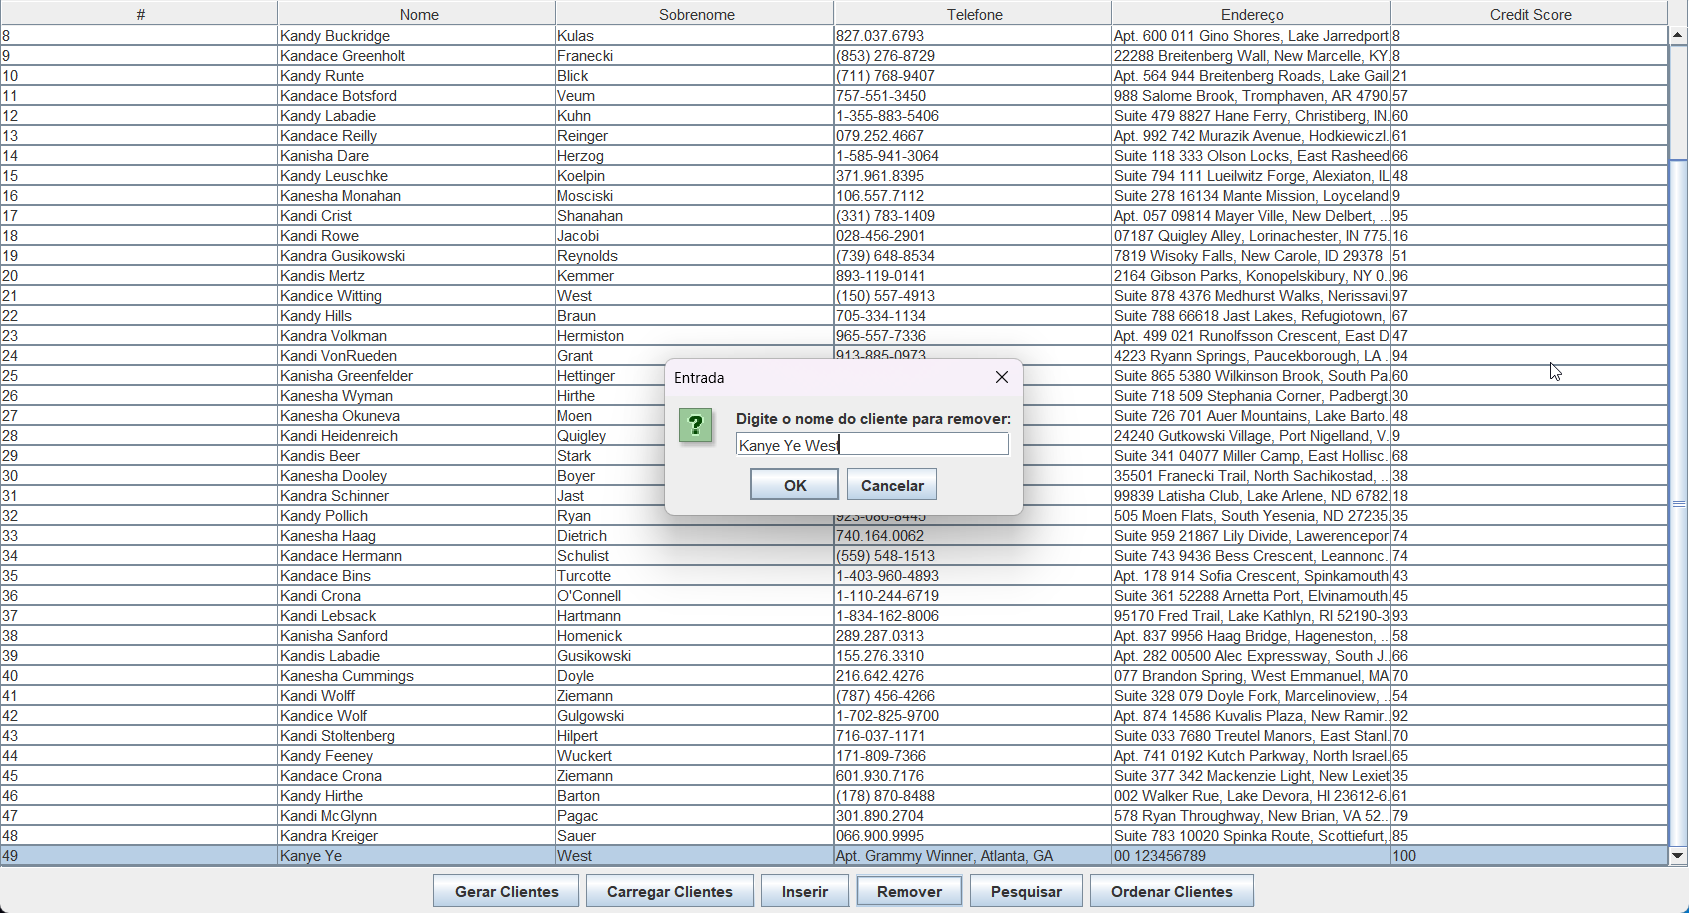 # Nome Sobrenome Telefone Endereço Credit Score
8 Kandy Buckridge Kulas 827.037.6793 Apt. 600 011 Gino Shores, Lake Jarredport 8
9 Kandace Greenholt Franecki (853) 276-8729 22288 Breitenberg Wall, New Marcelle, KY 8
10 Kandy Runte Blick (711) 768-9407 Apt. 564 944 Breitenberg Roads, Lake Gail 21
11 Kandace Botsford Veum 757-551-3450 988 Salome Brook, Tromphaven, AR 4790. 57
12 Kandy Labadie Kuhn 1-355-883-5406 Suite 479 8827 Hane Ferry, Christiberg, IN. 60
13 Kandace Reilly Reinger 079.252.4667 Apt. 992 742 Murazik Avenue, Hodkiewiczl. 61
14 Kanisha Dare Herzog 1-585-941-3064 Suite 118 333 Olson Locks, East Rasheed 66
15 Kandy Leuschke Koelpin 371.961.8395 Suite 794 111 Lueilwitz Forge, Alexiaton, IL 48
16 Kanesha Monahan Mosciski 106.557.7112 Suite 278 16134 Mante Mission, Loyceland 9
17 Kandi Crist Shanahan (331) 783-1409 Apt. 057 09814 Mayer Ville, New Delbert, ... 95
18 Kandi Rowe Jacobi 028-456-2901 07187 Quigley Alley, Lorinachester, IN 775. 16
19 Kandra Gusikowski Reynolds (739) 648-8534 7819 Wisoky Falls, New Carole, ID 29378 51
20 Kandis Mertz Kemmer 893-119-0141 2164 Gibson Parks, Konopelskibury, NY 0.. 96
21 Kandice Witting West (150) 557-4913 Suite 878 4376 Medhurst Walks, Nerissavi. 97
22 Kandy Hills Braun 705-334-1134 Suite 788 66618 Jast Lakes, Refugiotown, 67
23 Kandra Volkman Hermiston 965-557-7336 Apt. 499 021 Runolfsson Crescent, East D 47
24 Kandi VonRueden Grant 913-885-0973 4223 Ryann Springs, Paucekborough, LA . 94
25 Kanisha Greenfelder Hettinger Suite 865 5380 Wilkinson Brook, South Pa 60
26 Kanesha Wyman Hirthe Suite 718 509 Stephania Corner, Padbergt. 30
27 Kanesha Okuneva Moen Suite 726 701 Auer Mountains, Lake Barto. 48
28 Kandi Heidenreich Quigley 24240 Gutkowski Village, Port Nigelland, V. 9
29 Kandis Beer Stark Suite 341 04077 Miller Camp, East Hollisc. 68
30 Kanesha Dooley Boyer 35501 Franecki Trail, North Sachikostad, .. 38
31 Kandra Schinner Jast 99839 Latisha Club, Lake Arlene, ND 6782. 18
32 Kandy Pollich Ryan 923-086-8445 505 Moen Flats, South Yesenia, ND 27235. 35
33 Kanesha Haag Dietrich 740.164.0062 Suite 959 21867 Lily Divide, Lawerencepor 74
34 Kandace Hermann Schulist (559) 548-1513 Suite 743 9436 Bess Crescent, Leannonc. 74
35 Kandace Bins Turcotte 1-403-960-4893 Apt. 178 914 Sofia Crescent, Spinkamouth 43
36 Kandi Crona O'Connell 1-110-244-6719 Suite 361 52288 Arnetta Port, Elvinamouth. 45
37 Kandi Lebsack Hartmann 1-834-162-8006 95170 Fred Trail, Lake Kathlyn, RI 52190-3 93
38 Kanisha Sanford Homenick 289.287.0313 Apt. 837 9956 Haag Bridge, Hageneston, .. 58
39 Kandis Labadie Gusikowski 155.276.3310 Apt. 282 00500 Alec Expressway, South J.. 66
40 Kanesha Cummings Doyle 216.642.4276 077 Brandon Spring, West Emmanuel, MA 70
41 Kandi Wolff Ziemann (787) 456-4266 Suite 328 079 Doyle Fork, Marcelinoview, . 54
42 Kandice Wolf Gulgowski 1-702-825-9700 Apt. 874 14586 Kuvalis Plaza, New Ramir.. 92
43 Kandi Stoltenberg Hilpert 716-037-1171 Suite 033 7680 Treutel Manors, East Stanl. 70
44 Kandy Feeney Wuckert 171-809-7366 Apt. 741 0192 Kutch Parkway, North Israel. 65
45 Kandace Crona Ziemann 601.930.7176 Suite 377 342 Mackenzie Light, New Lexiet 35
46 Kandy Hirthe Barton (178) 870-8488 002 Walker Rue, Lake Devora, HI 23612-6. 61
47 Kandi McGlynn Pagac 301.890.2704 578 Ryan Throughway, New Brian, VA 52.. 79
48 Kandra Kreiger Sauer 066.900.9995 Suite 783 10020 Spinka Route, Scottiefurt, 85
49 Kanye Ye West Apt. Grammy Winner, Atlanta, GA 00 123456789 100
Entrada
Digite o nome do cliente para remover:
Kanye Ye West
OK Cancelar
Gerar Clientes Carregar Clientes Inserir Remover Pesquisar Ordenar Clientes